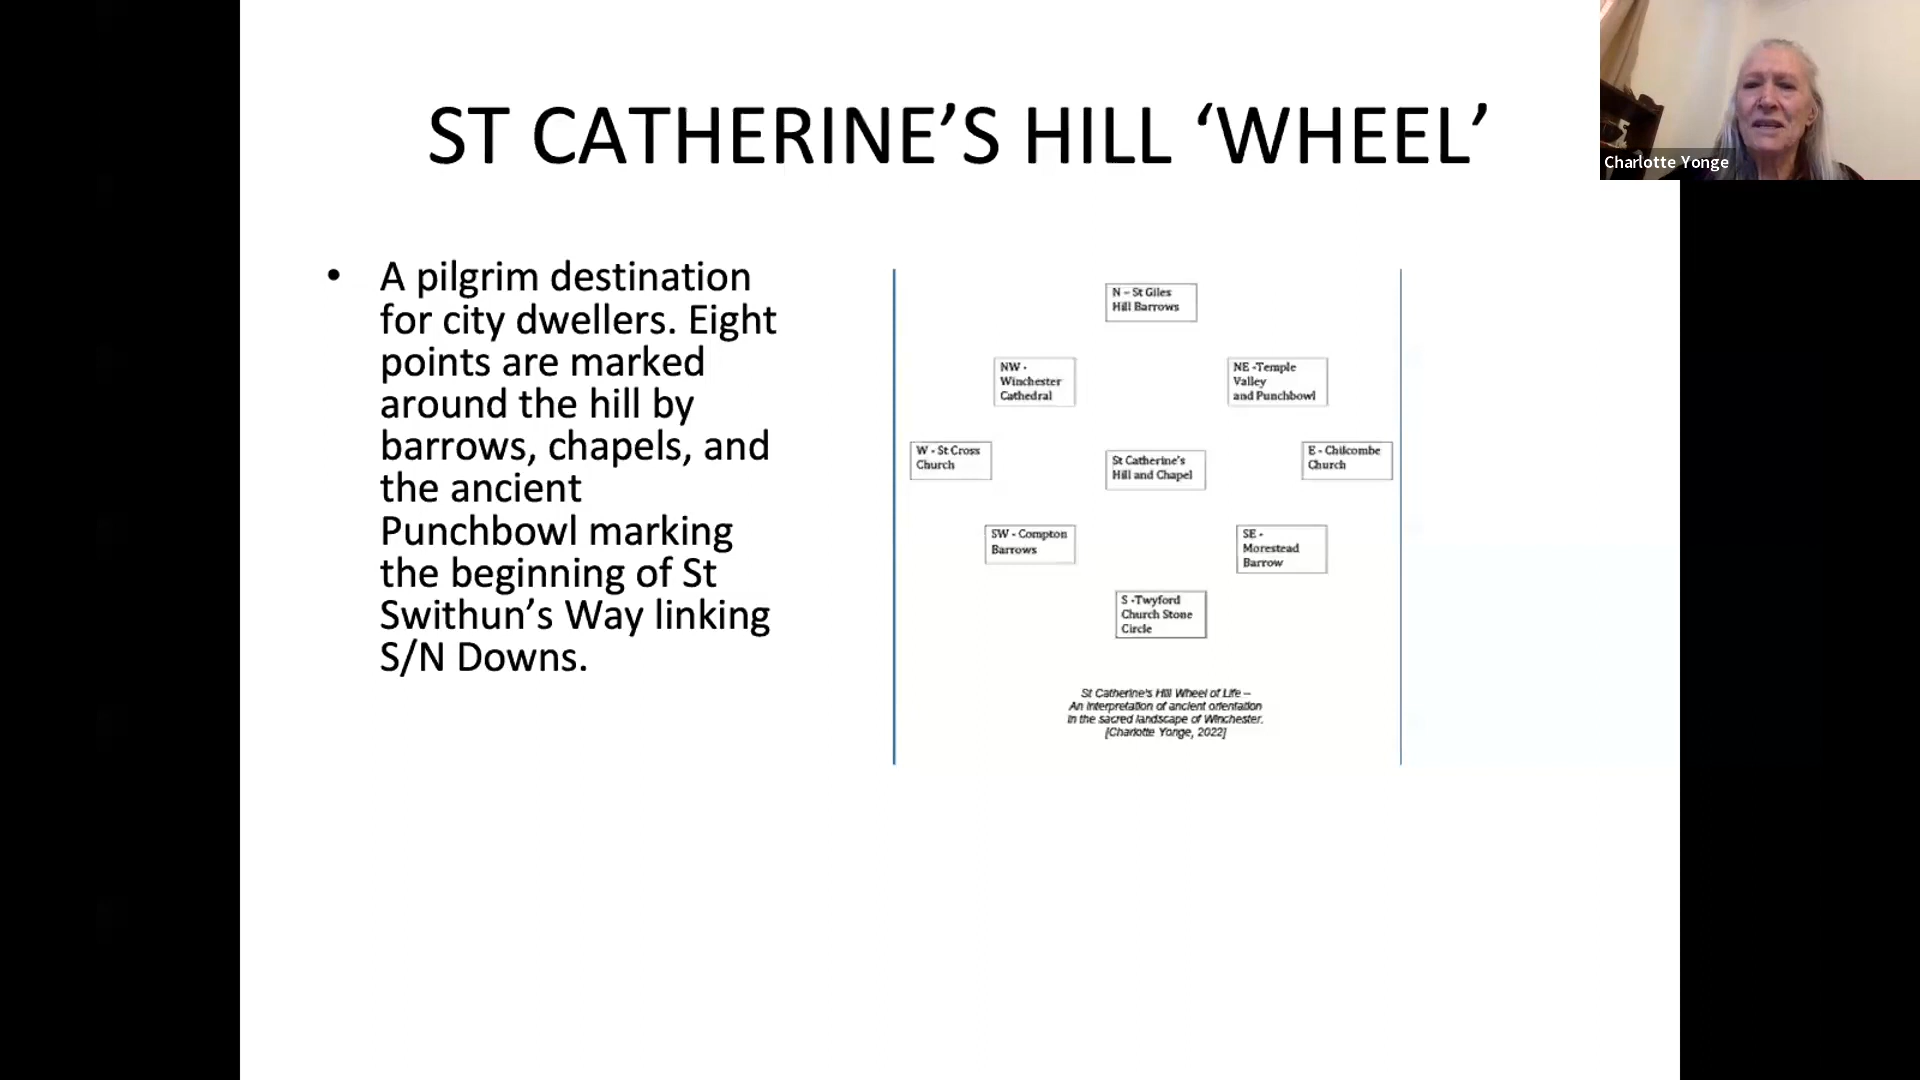 ST CATHERINE’S HILL ‘WHEEL’
Charlotte Yonge
• A pilgrim destination
for city dwellers. Eight
points are marked
around the hill by
barrows, chapels, and
the ancient
Punchbowl marking
the beginning of St
Swithun’s Way linking
S/N Downs.
N – St Giles
Hill Barrows
NW -
Winchester
Cathedral
NE -Temple
Valley
and Punchbowl
W - St Cross
Church
St Catherine's
Hill and Chapel
E - Chilcombe
Church
SW - Compton
Barrows
SE -
Morestead
Barrow
S -Twyford
Church Stone
Circle
St Catherine's Hill Wheel of Life –
An interpretation of ancient orientation
in the sacred landscape of Winchester.
[Charlotte Yonge, 2022]